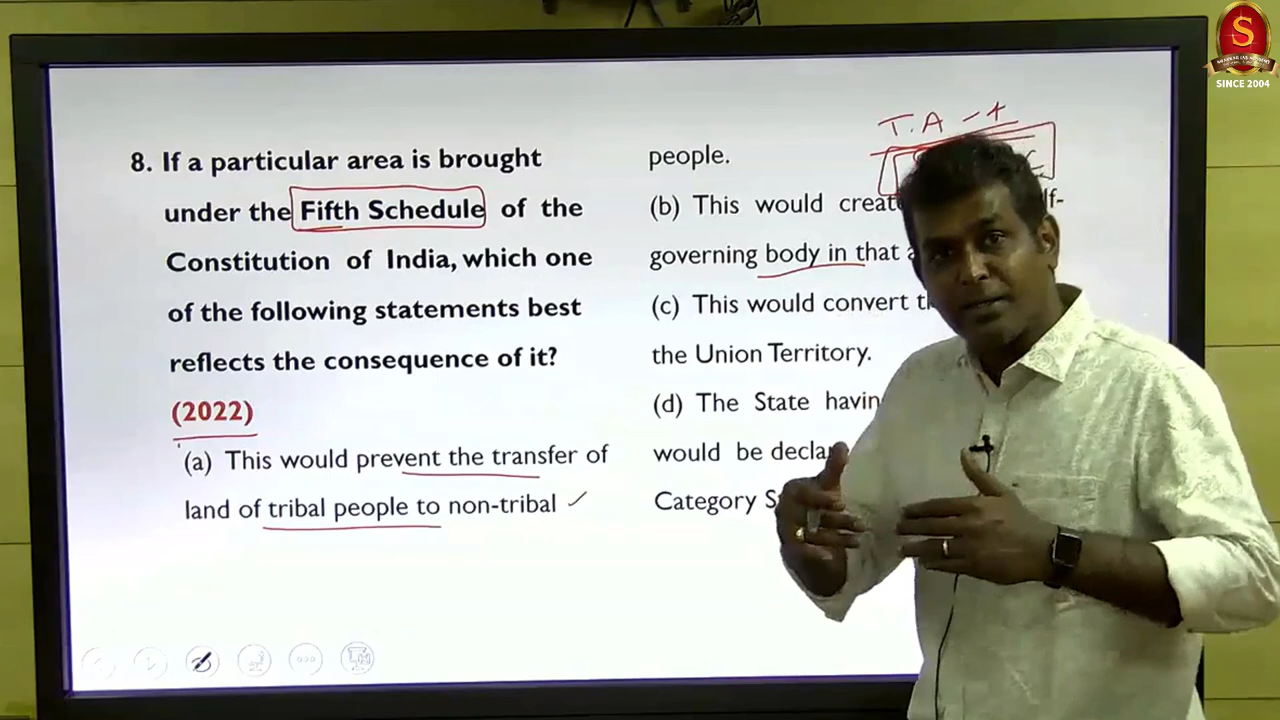 8. If a particular area is brought
under the Fifth Schedule of the
Constitution of India, which one
of the following statements best
reflects the consequence of it?
(2022)
(a) This would prevent the transfer of
land of tribal people to non-tribal
T.A
people.
(b) This would
governing body in that
(c) This would convert
the Union Territory.
(d) The State
would be
Category
S
SINCE 2004